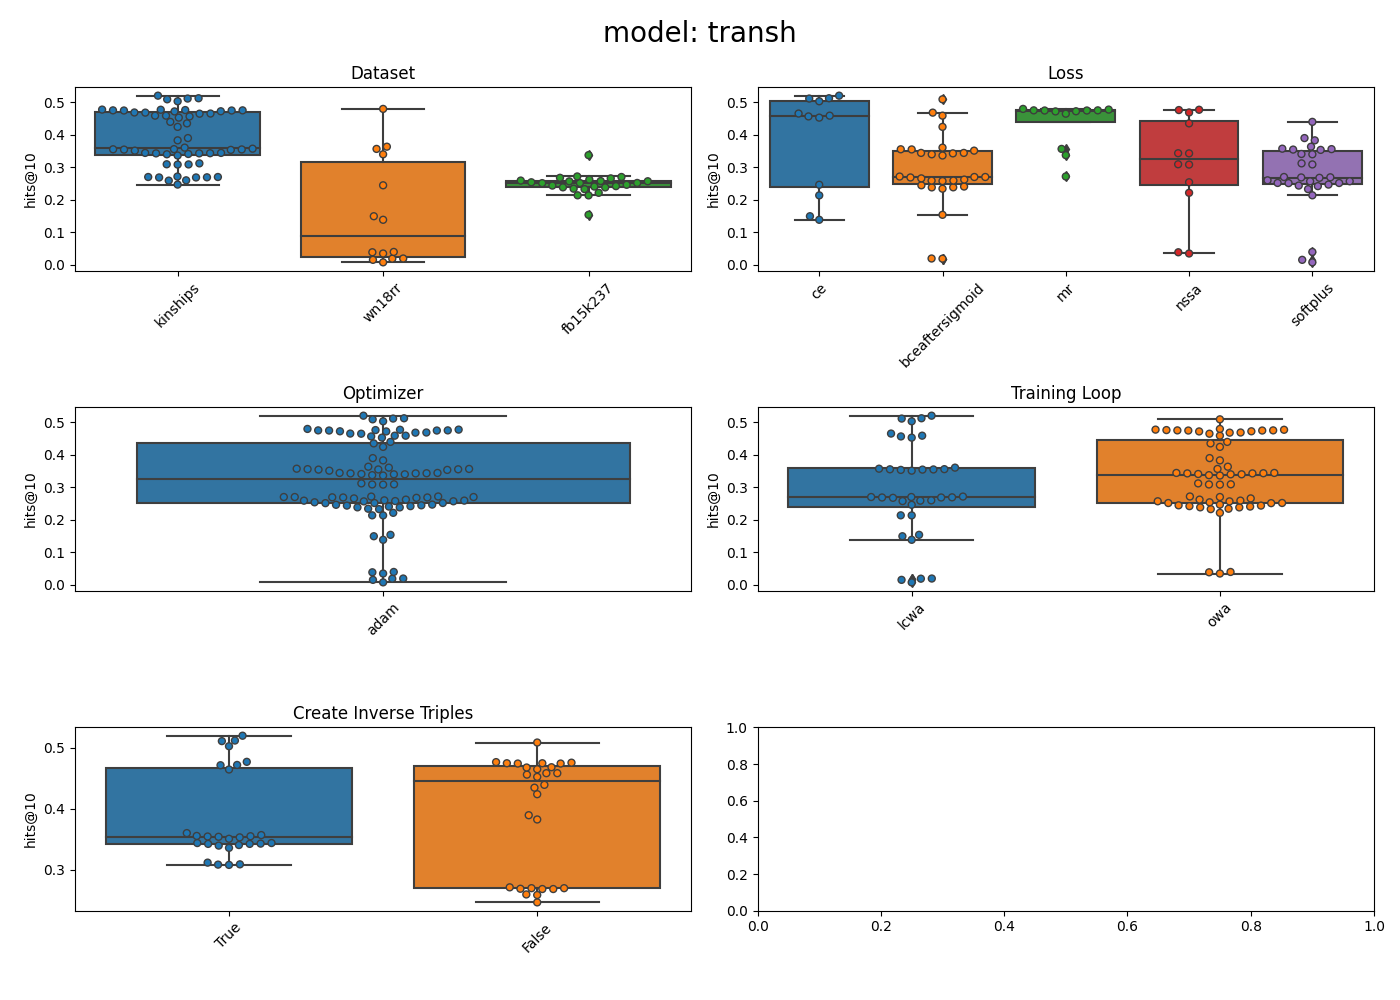 model: transh
Dataset
hits@10
0.5
0.4
0.3
0.2
0.1
0.0
kinships
wn18rr
fb15k237
Loss
hits@10
0.5
0.4
0.3
0.2
0.1
0.0
ce
bceaftersigmoid
mr
nssa
softplus
Optimizer
hits@10
0.5
0.4
0.3
0.2
0.1
0.0
adam
Training Loop
hits@10
0.5
0.4
0.3
0.2
0.1
0.0
lcwa
owa
Create Inverse Triples
hits@10
0.5
0.4
0.3
True
False
1.0
0.8
0.6
0.4
0.2
0.0
0.0 0.2 0.4 0.6 0.8 1.0